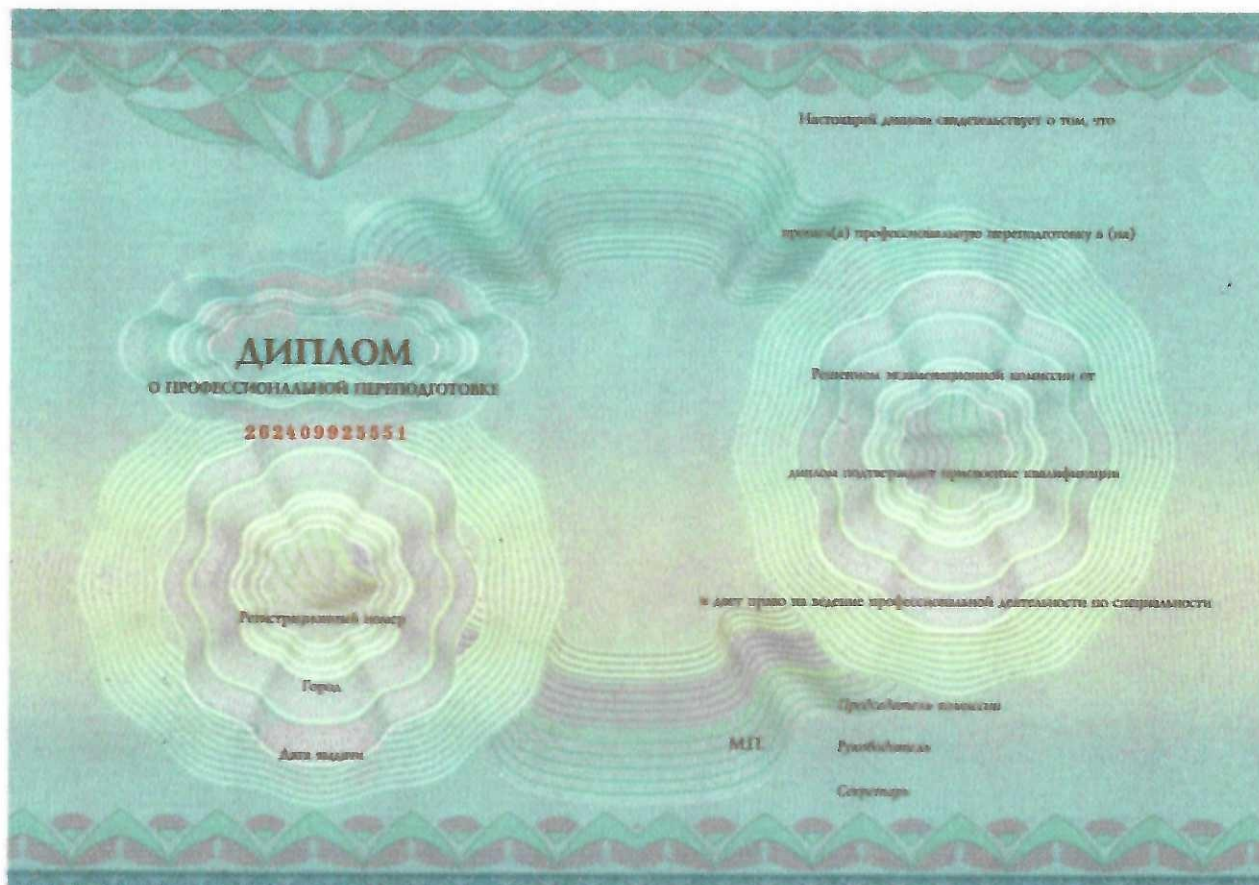 ДИПЛОМ
О ПРОФЕССИОНАЛЬНОЙ ПЕРЕПОДГОТОВКЕ
262409925551
Регистрационный номер
Город
Дата выдачи
Настоящий диплом свидетельствует о том, что
прошел(а) профессиональную переподготовку в (на)
Решением экзаменационной комиссии от
диплом подтверждает присвоение квалификации
и дает право на ведение профессиональной деятельности по специальности
М.П.
Председатель комиссии
Руководитель
Секретарь